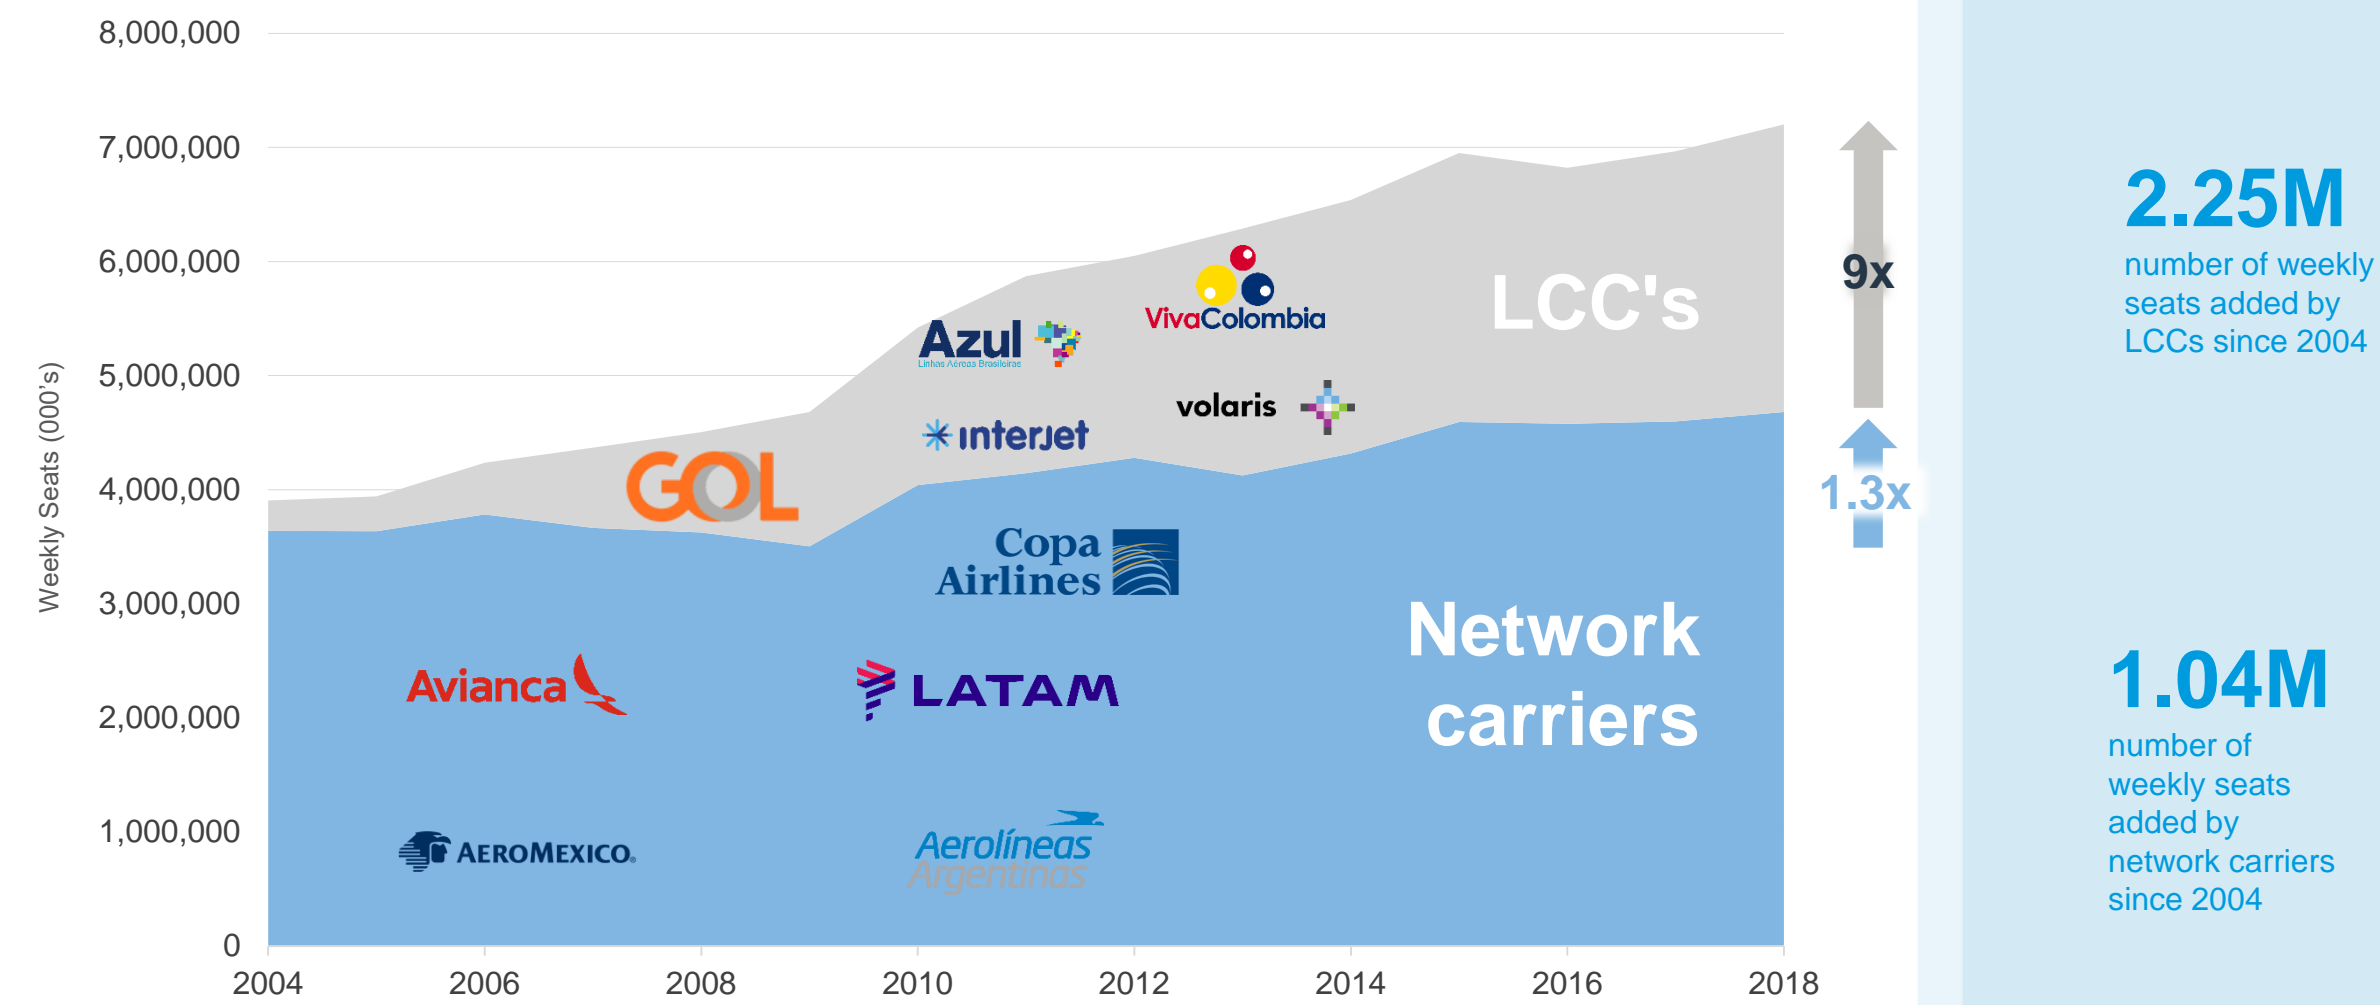 8,000,000
7,000,000
6,000,000
5,000,000
4,000,000
3,000,000
2,000,000
1,000,000
0
Weekly Seats (000's)
2004
2006
2008
2010
2012
2014
2016
2018
LCC's
VivaColombia
Azul
Linhas Aéreas Brasileiras
volaris
interjet
GOL
Copa
Airlines
Network
carriers
Avianca
LATAM
AEROMEXICO.
Aerolíneas
Argentinas
9x
1.3x
2.25M
number of weekly
seats added by
LCCs since 2004
1.04M
number of
weekly seats
added by
network carriers
since 2004